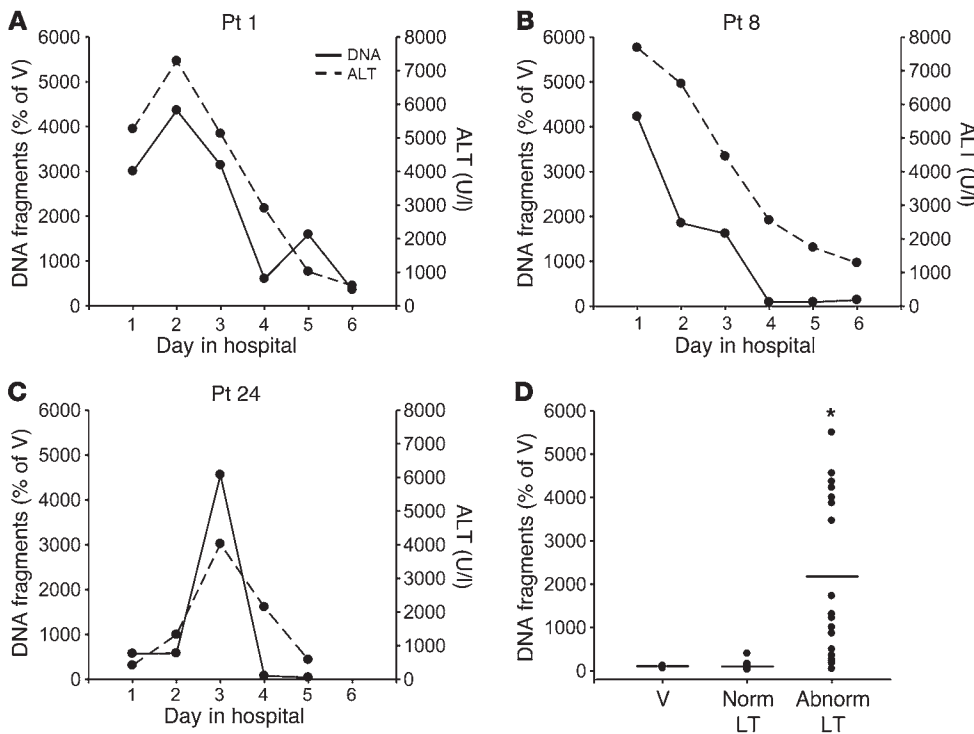 A
Pt 1
6000
5000
4000
3000
2000
1000
0
DNA fragments (% of V)
8000
7000
6000
5000
4000
3000
2000
1000
0
ALT (U/l)
DNA
ALT
1 2 3 4 5 6
Day in hospital
B
Pt 8
6000
5000
4000
3000
2000
1000
0
DNA fragments (% of V)
8000
7000
6000
5000
4000
3000
2000
1000
0
ALT (U/l)
1 2 3 4 5 6
Day in hospital
C
Pt 24
6000
5000
4000
3000
2000
1000
0
DNA fragments (% of V)
8000
7000
6000
5000
4000
3000
2000
1000
0
ALT (U/l)
1 2 3 4 5 6
Day in hospital
D
6000
5000
4000
3000
2000
1000
0
DNA fragments (% of V)
*
V
Norm
LT
Abnorm
LT